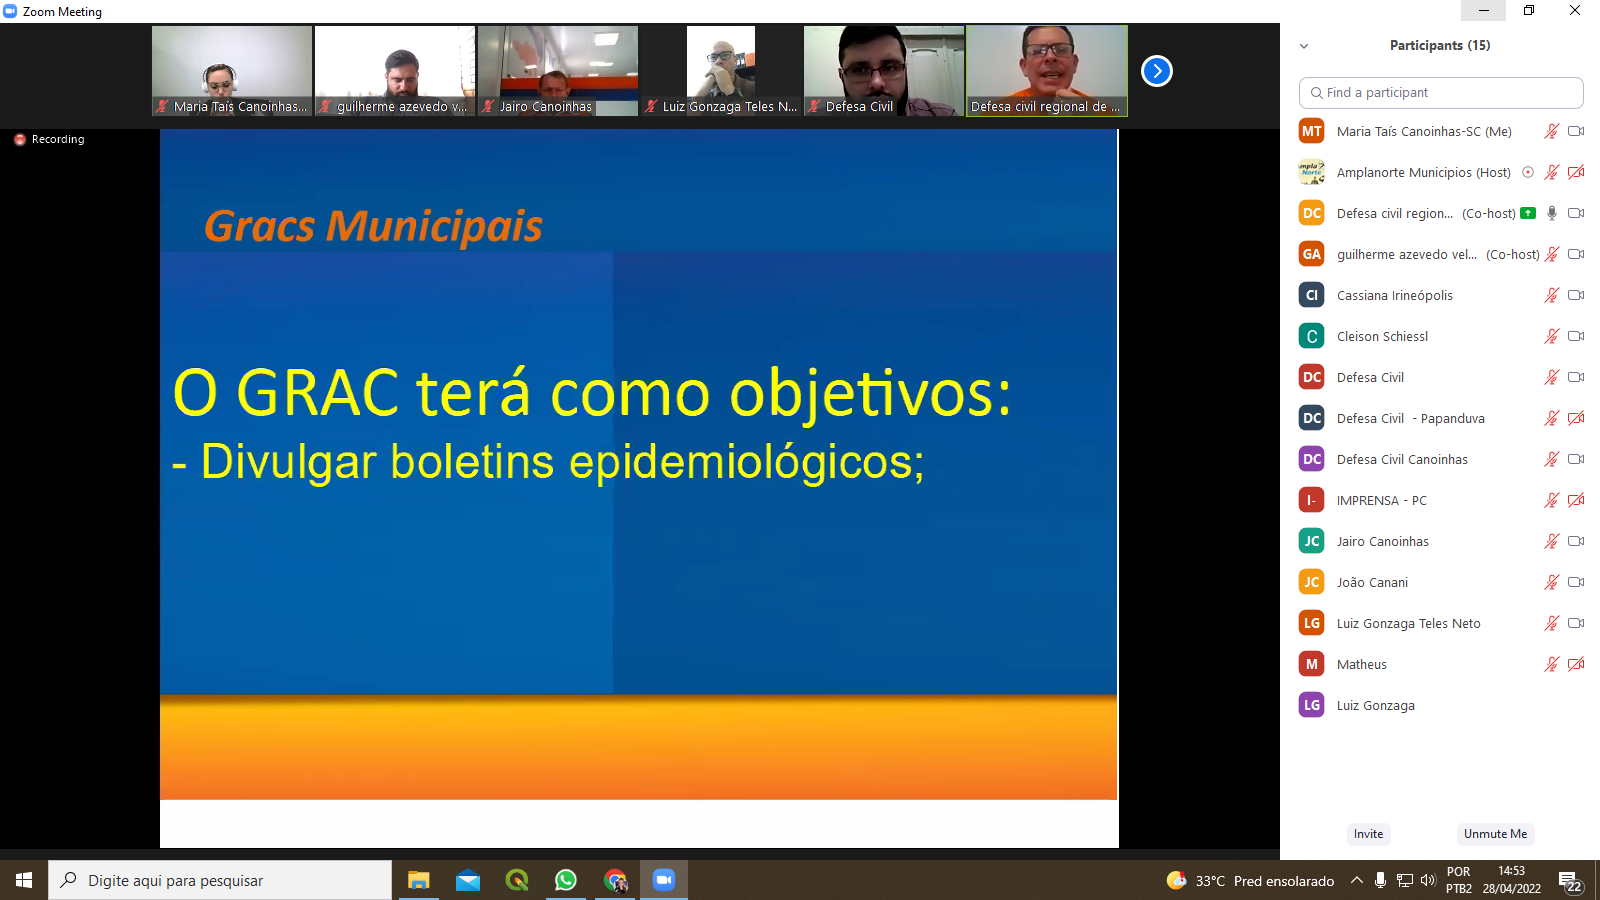 Zoom Meeting
Maria Taís Canoinhas...
guilherme azevedo v...
Jairo Canoinhas
Luiz Gonzaga Teles N...
Defesa Civil
Defesa civil regional de ...
Recording
Gracs Municipais
O GRAC terá como objetivos:
- Divulgar boletins epidemiológicos;
Participants (15)
Find a participant
MT Maria Taís Canoinhas-SC (Me)
Ampla Norte Amplanorte Municipios (Host)
DC Defesa civil region... (Co-host)
GA guilherme azevedo vel... (Co-host)
CI Cassiana Irineópolis
C Cleison Schiessl
DC Defesa Civil
DC Defesa Civil - Papanduva
DC Defesa Civil Canoinhas
I- IMPRENSA - PC
JC Jairo Canoinhas
JC João Canani
LG Luiz Gonzaga Teles Neto
M Matheus
LG Luiz Gonzaga
Invite
Unmute Me
Digite aqui para pesquisar
33°C Pred ensolarado
POR
PTB2
14:53
28/04/2022
22